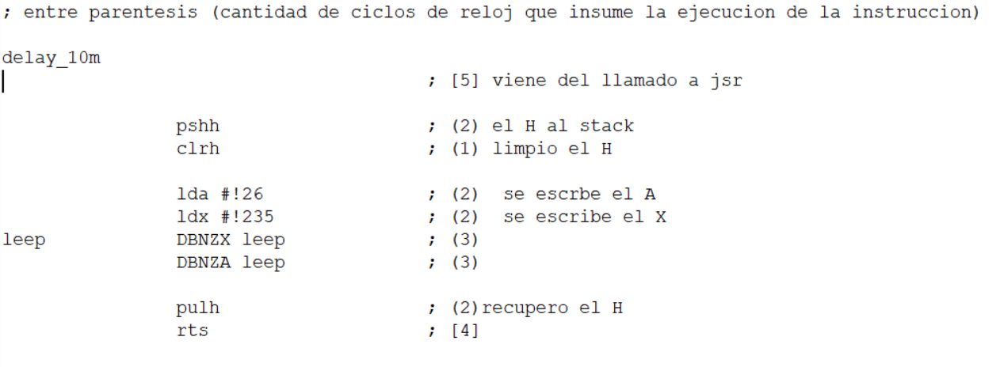 ; entre parentesis (cantidad de ciclos de reloj que insume la ejecucion de la instruccion)
delay_10m
; [5] viene del llamado a jsr
pshh ; (2) el H al stack
clrh ; (1) limpio el H
lda #!26 ; (2) se escrbe el A
ldx #!235 ; (2) se escribe el X
leep DBNZX leep ; (3)
DBNZA leep ; (3)
pulh ; (2)recupero el H
rts ; [4]